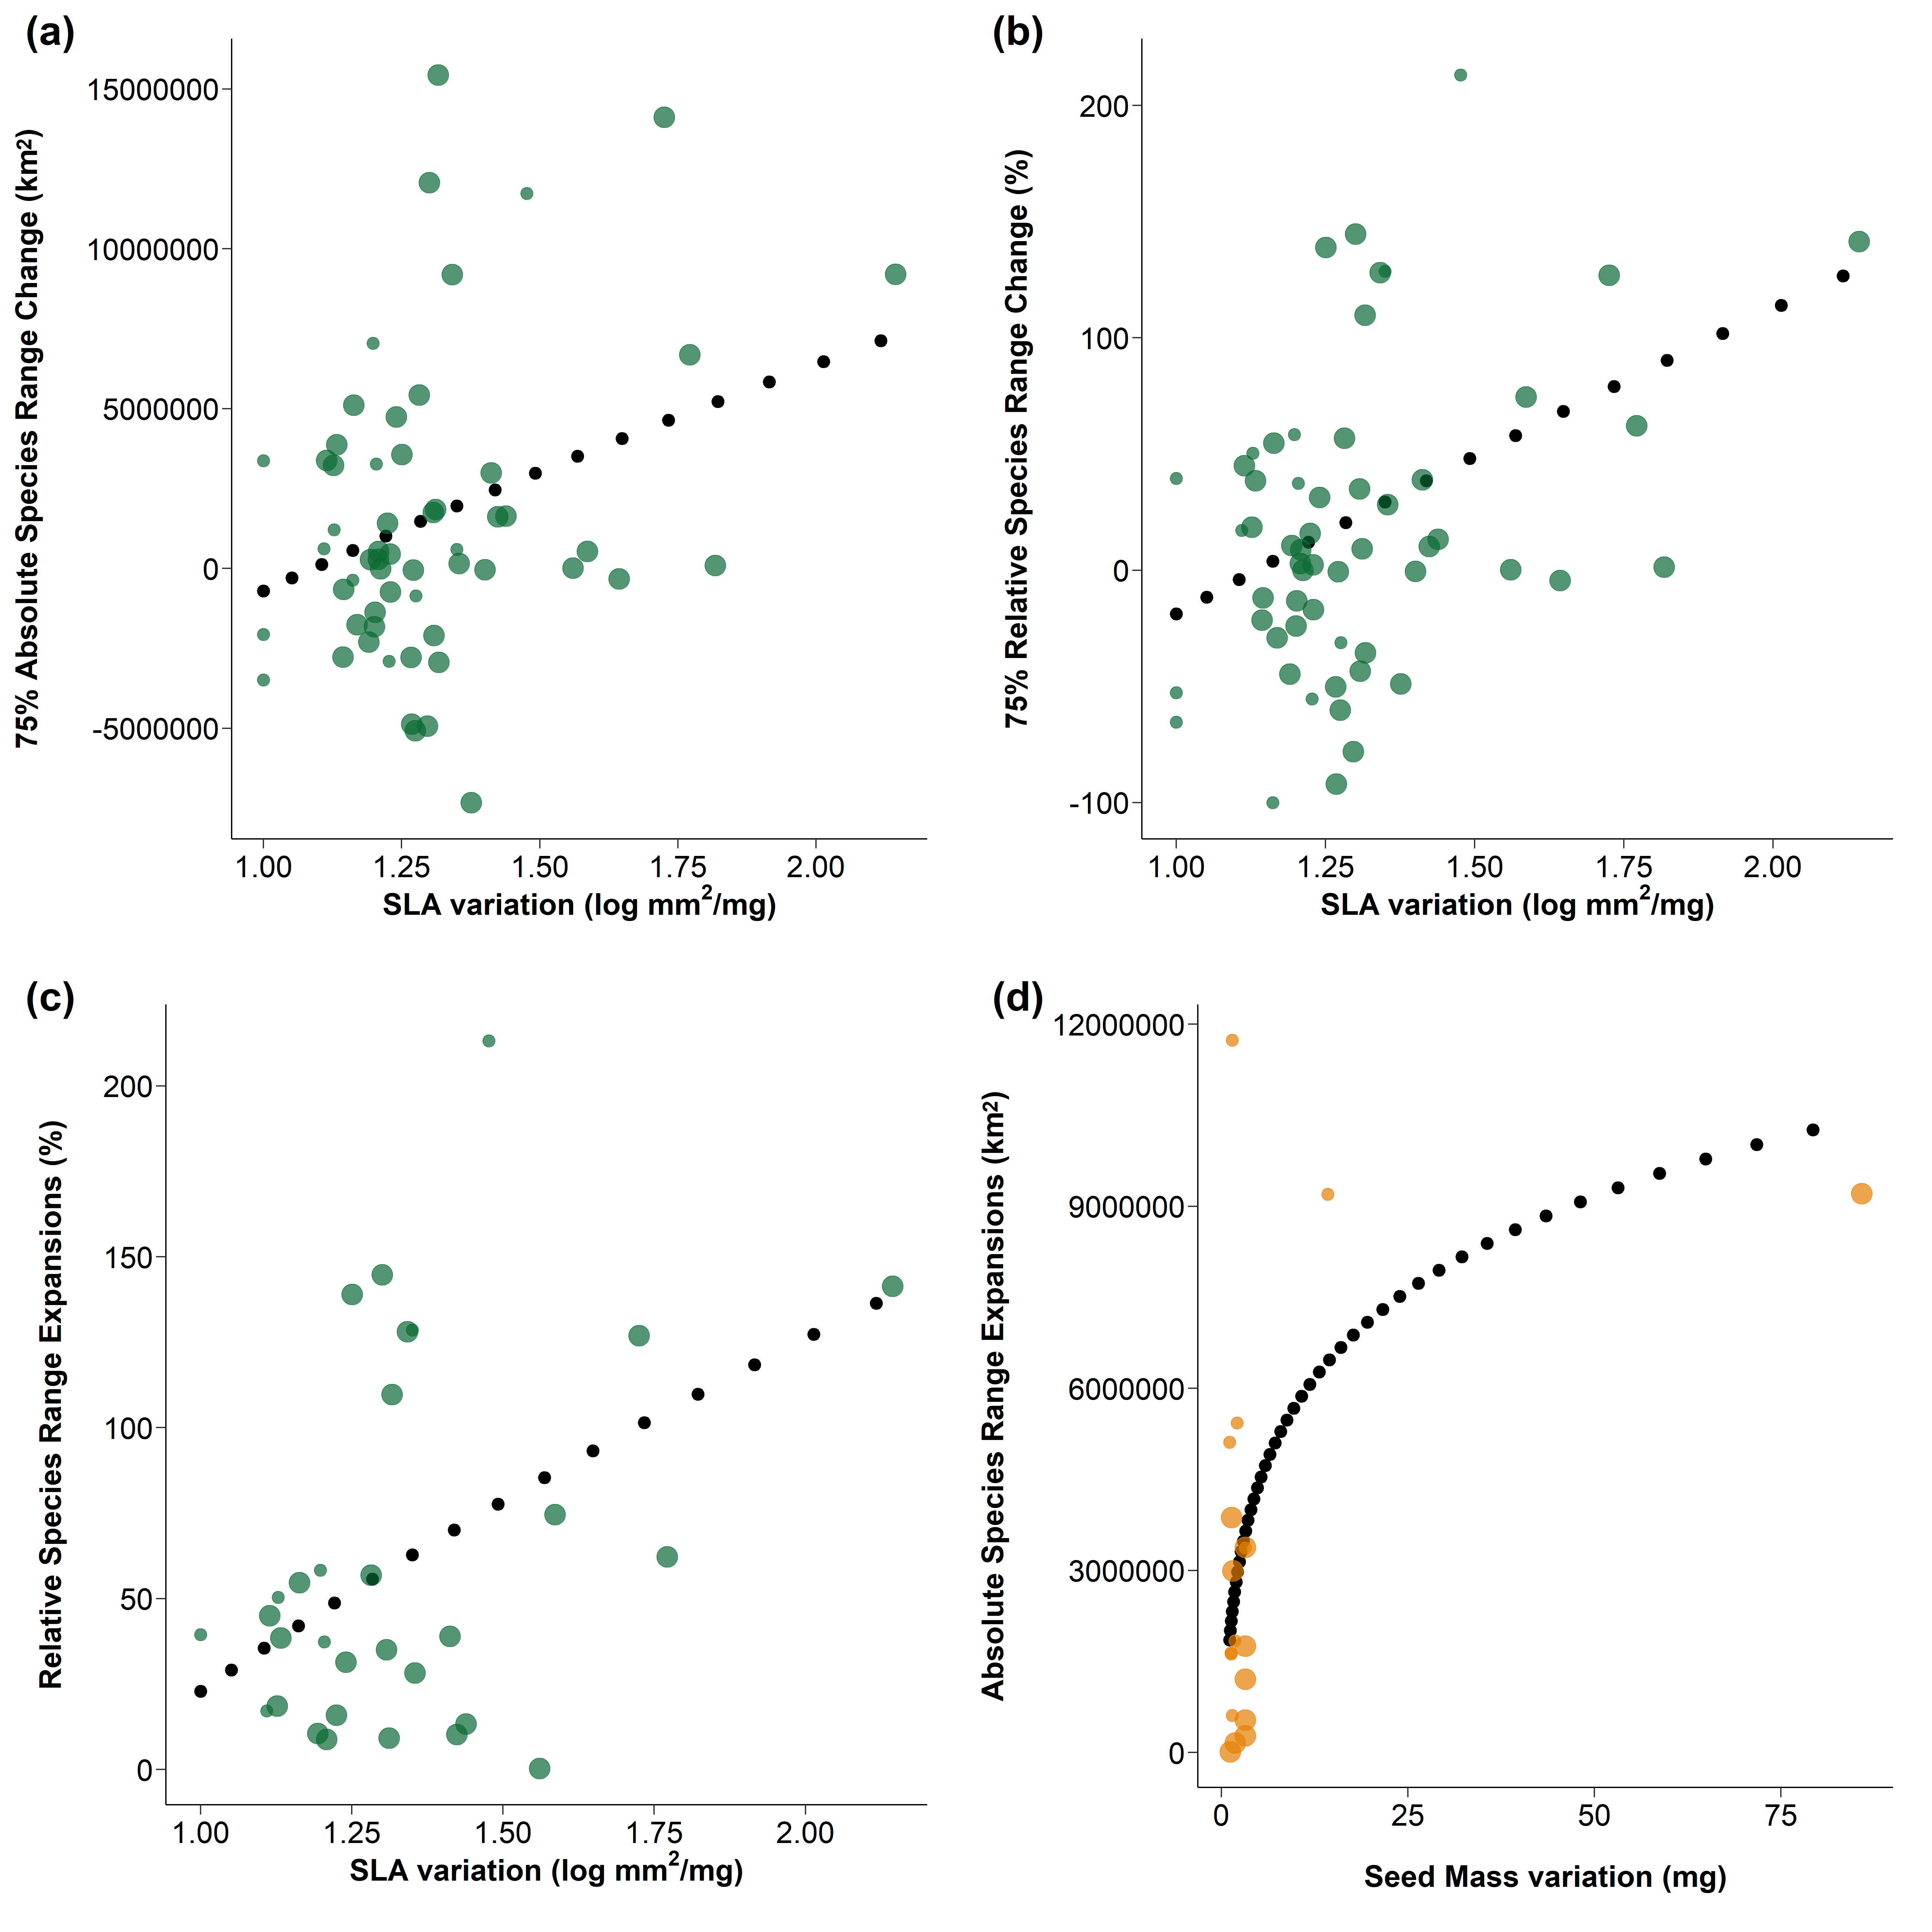 (a)
75% Absolute Species Range Change (km²)
15000000
10000000
5000000
0
-5000000
1.00 1.25 1.50 1.75 2.00
SLA variation (log mm²/mg)
(b)
75% Relative Species Range Change (%)
200
100
0
-100
1.00 1.25 1.50 1.75 2.00
SLA variation (log mm²/mg)
(c)
Relative Species Range Expansions (%)
200
150
100
50
0
1.00 1.25 1.50 1.75 2.00
SLA variation (log mm²/mg)
(d)
Absolute Species Range Expansions (km²)
12000000
9000000
6000000
3000000
0
0 25 50 75
Seed Mass variation (mg)